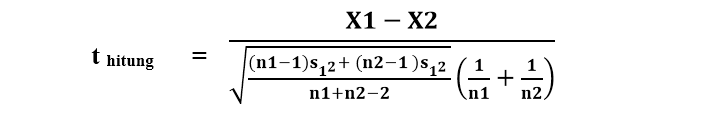 X1 − X2
t hitung =
(n1−1)s₁²+ (n2−1)s₁² (1 + 1)
n1+n2−2 n1 n2